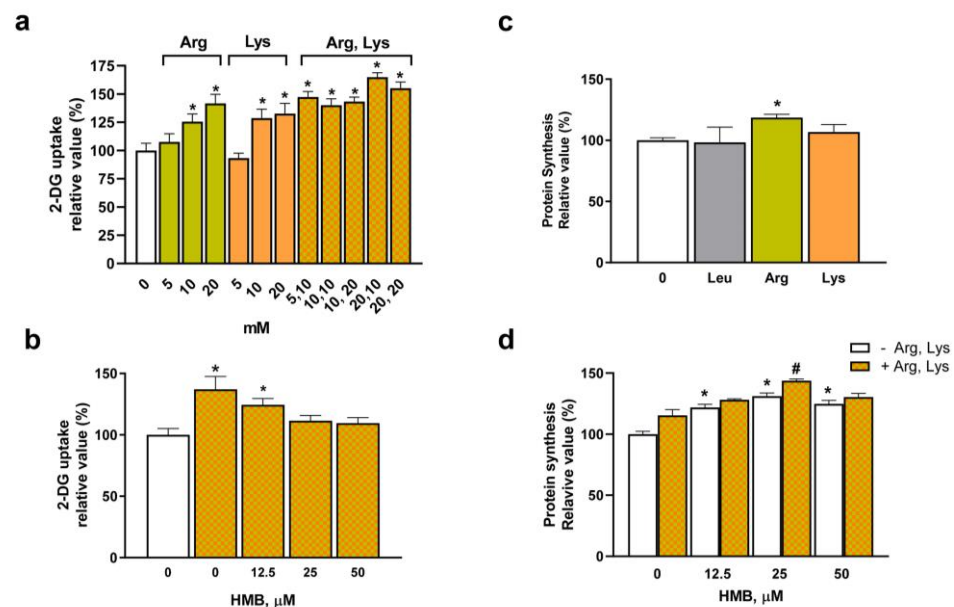 a
Arg
Lys
Arg, Lys
2-DG uptake
relative value (%)
175
150
125
100
75
50
25
0
* * * * * * * * *
0 5 10 20 5 10 20 5,10 10,10 10, 20 20,10 20, 20
mM
b
2-DG uptake
relative value (%)
150
100
50
0
* *
0 0 12.5 25 50
HMB, μM
c
Protein Synthesis
Relative value (%)
150
100
50
0
*
0 Leu Arg Lys
d
- Arg, Lys
+ Arg, Lys
Protein synthesis
Relavive value (%)
150
100
50
0
* * # *
0 12.5 25 50
HMB, μM